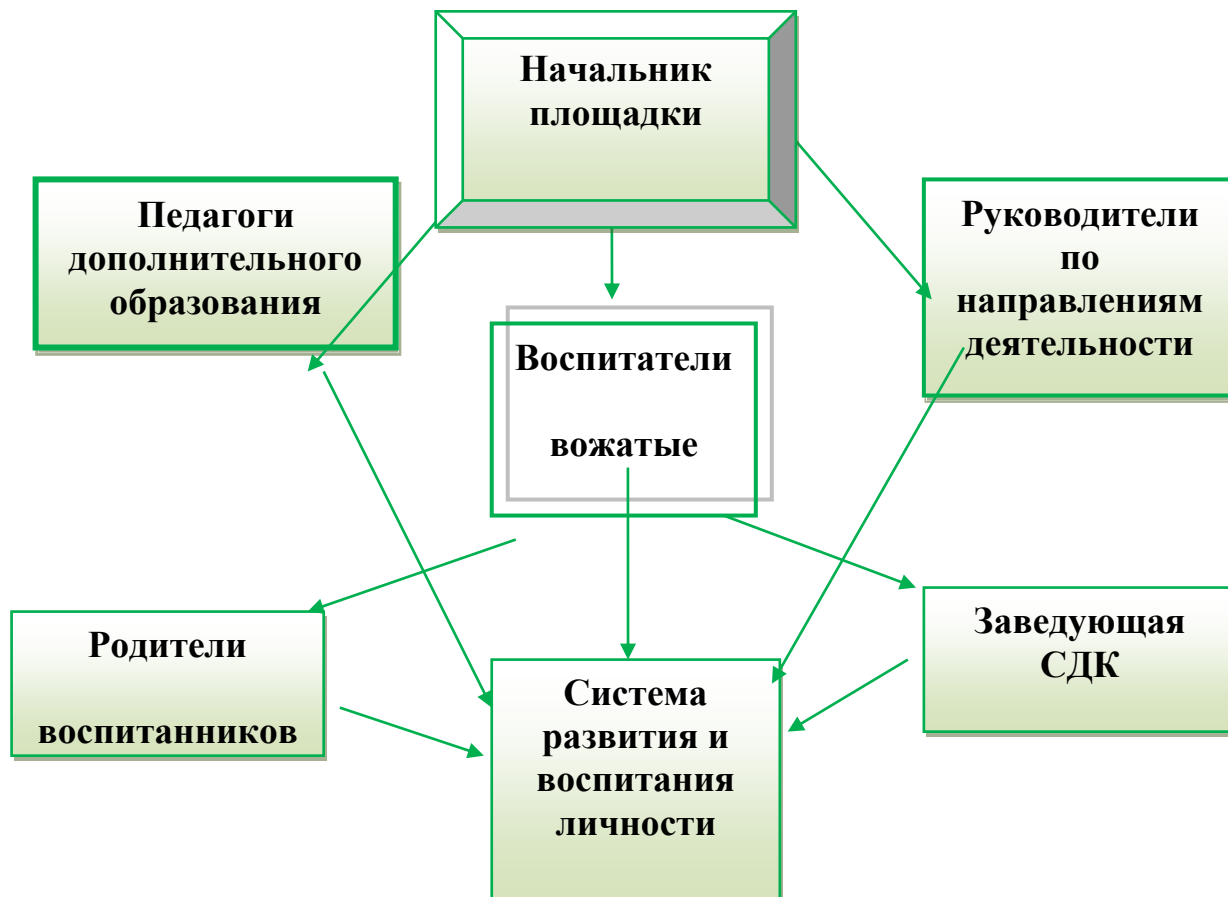 Начальник
площадки
Педагоги
дополнительного
образования
Руководители
по
направлениям
деятельности
Воспитатели
вожатые
Родители
воспитанников
Заведующая
СДК
Система
развития и
воспитания
личности